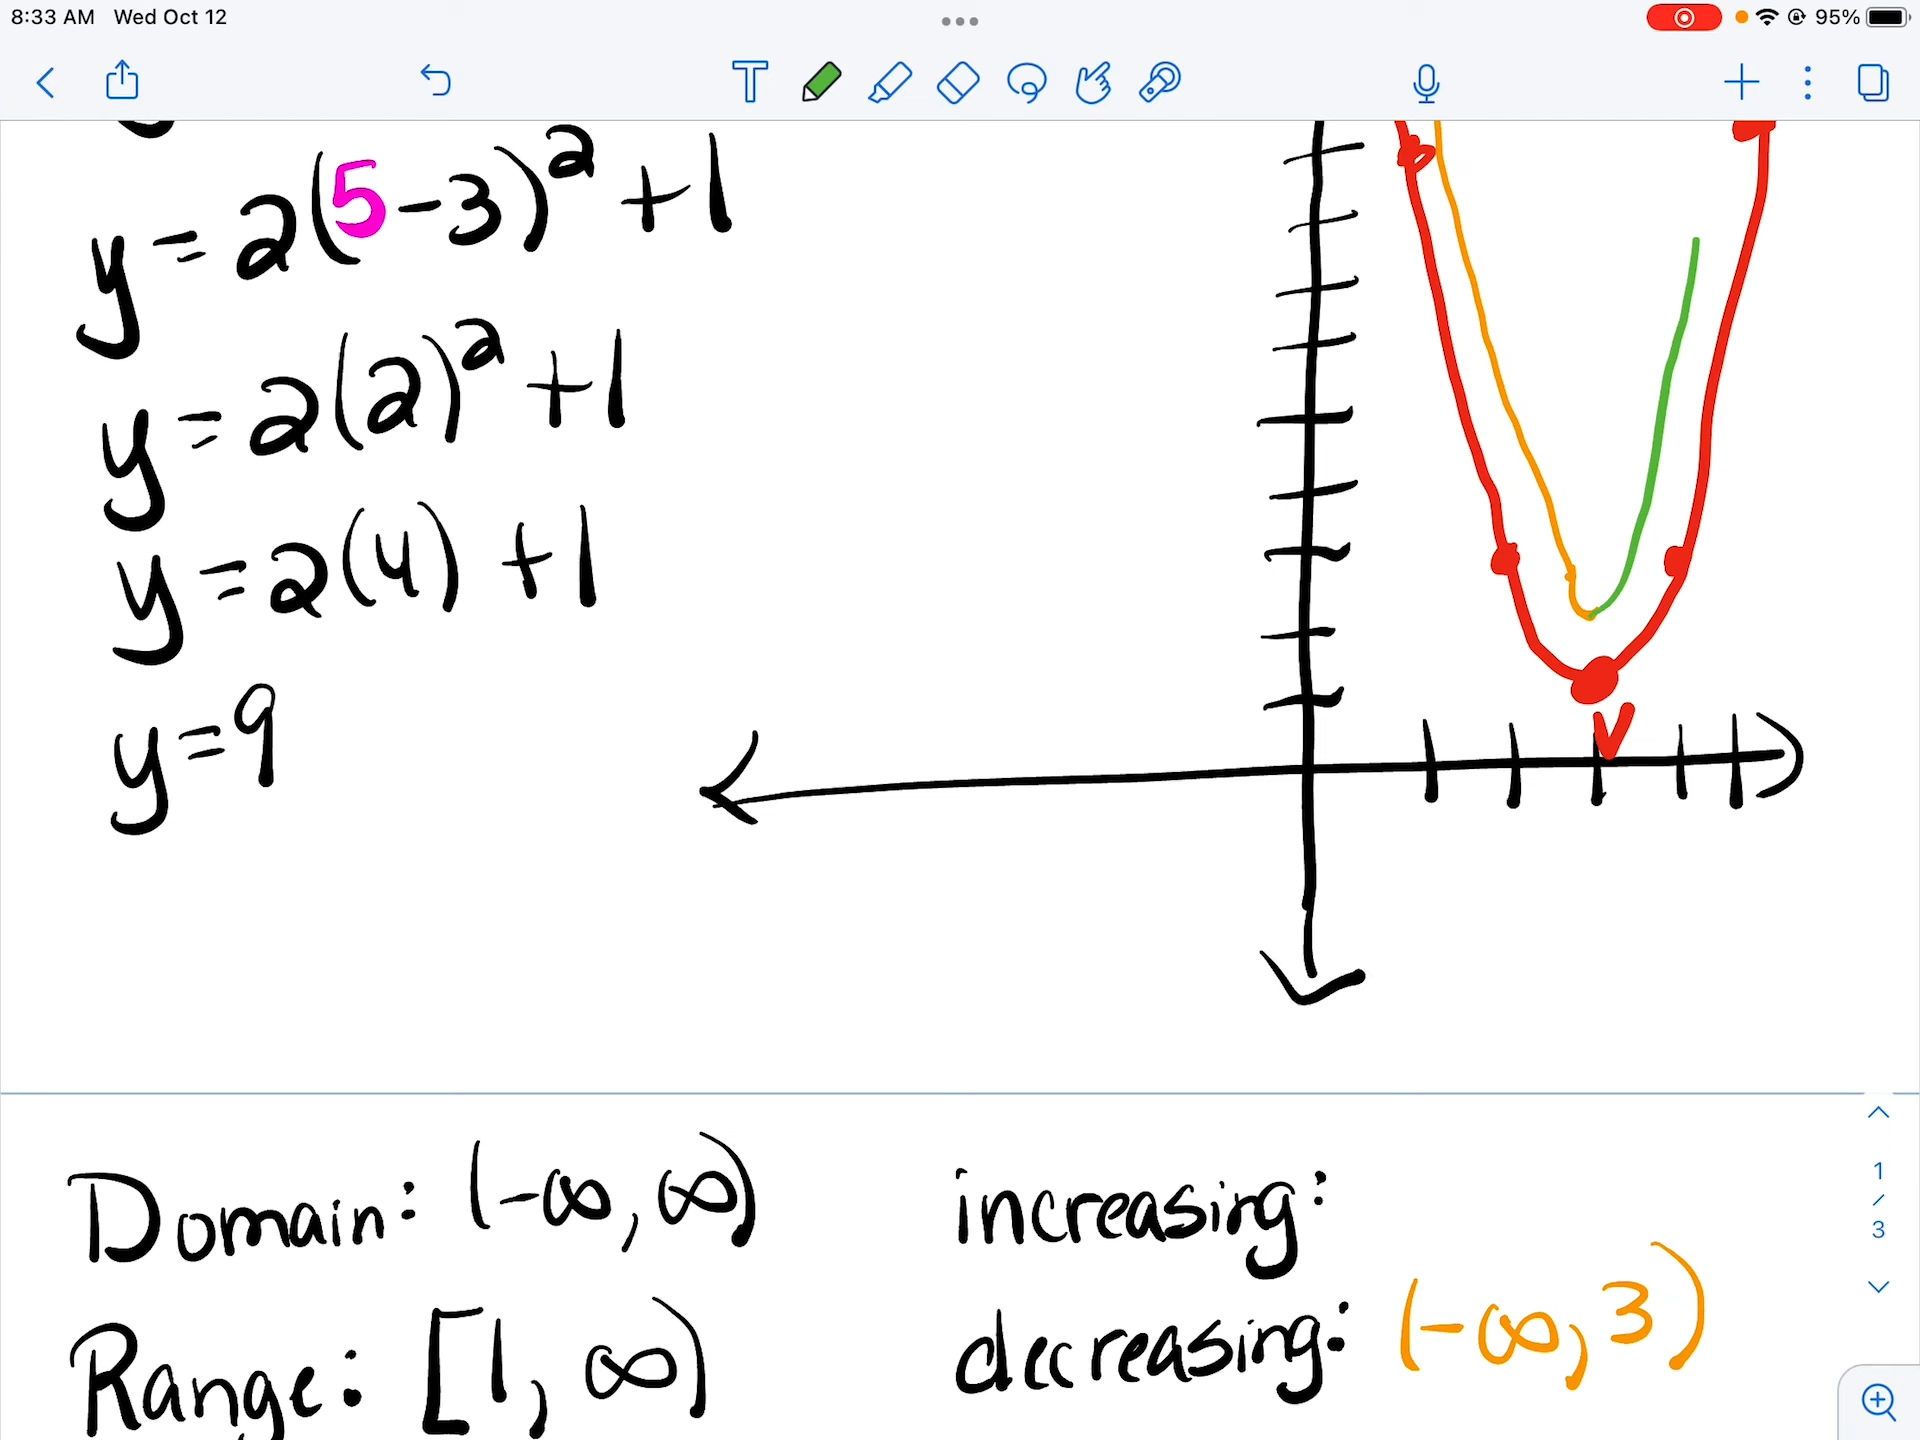 8:33 AM Wed Oct 12
95%
y = 2(5-3)² +1
y = 2(2)² +1
y = 2(4) +1
y = 9
Domain: (-∞, ∞)
Range: [1, ∞)
increasing:
decreasing: (-∞, 3)
1
/
3